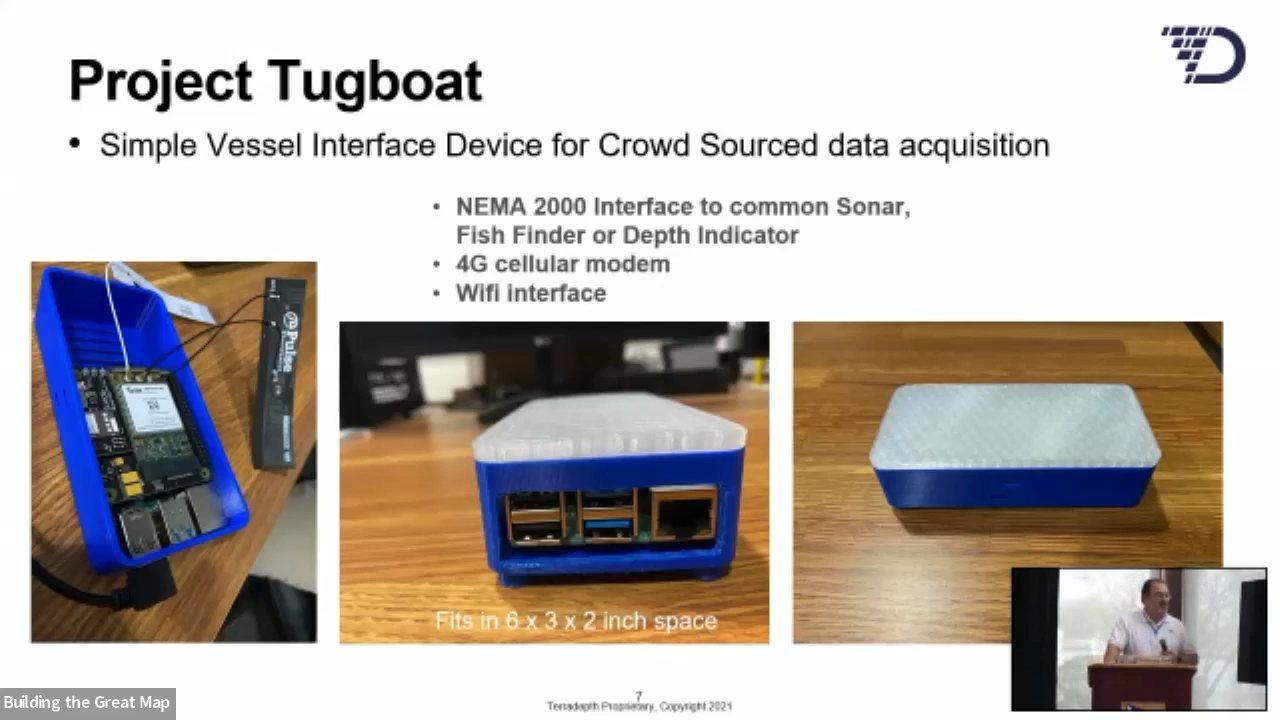 Project Tugboat
• Simple Vessel Interface Device for Crowd Sourced data acquisition
• NEMA 2000 Interface to common Sonar,
Fish Finder or Depth Indicator
• 4G cellular modem
• Wifi interface
Pulse
Fits in 6 x 3 x 2 inch space
Building the Great Map
7
Terradepth Proprietary, Copyright 2021